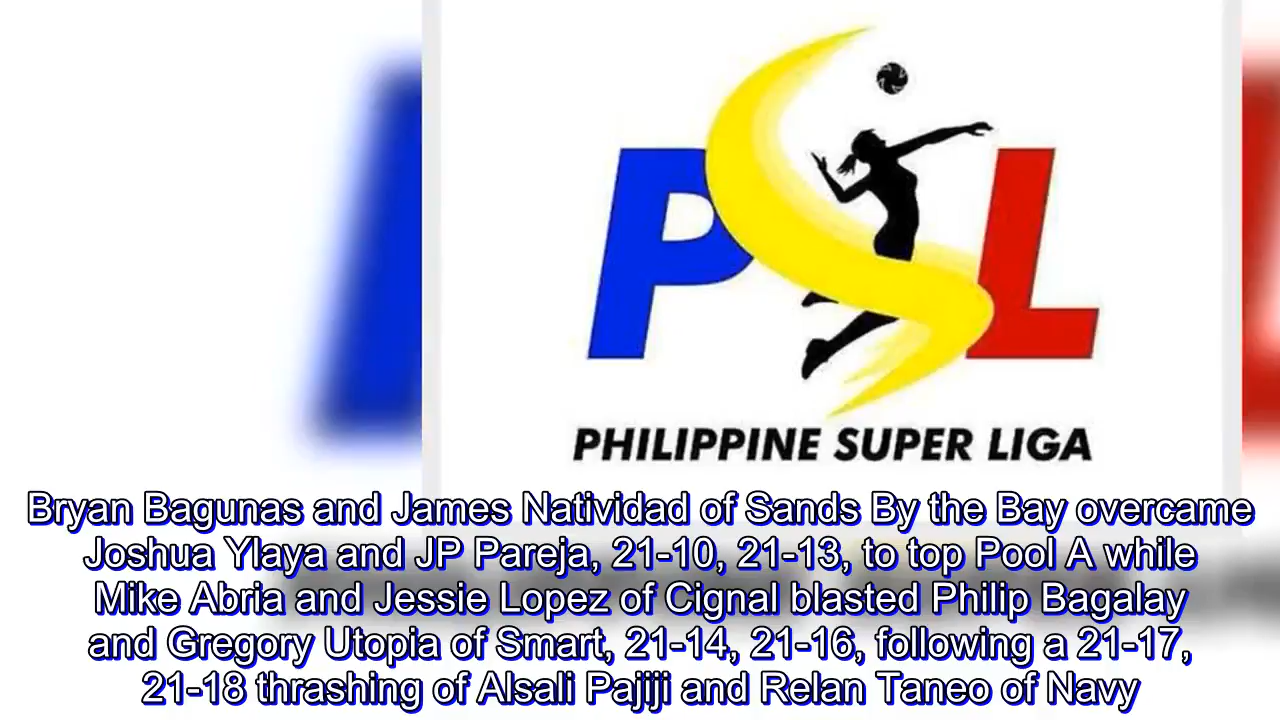 PSL
PHILIPPINE SUPER LIGA
Bryan Bagunas and James Natividad of Sands By the Bay overcame
Joshua Ylaya and JP Pareja, 21-10, 21-13, to top Pool A while
Mike Abria and Jessie Lopez of Cignal blasted Philip Bagalay
and Gregory Utopia of Smart, 21-14, 21-16, following a 21-17,
21-18 thrashing of Alsali Pajiji and Relan Taneo of Navy